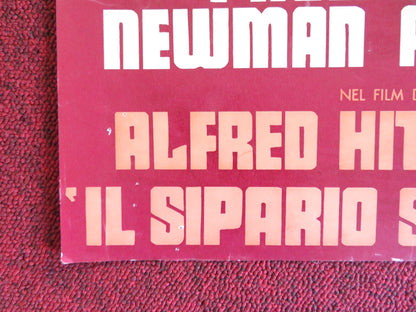 NEWMAN
NEL FILM D
ALFRED HIT
'IL SIPARIO S